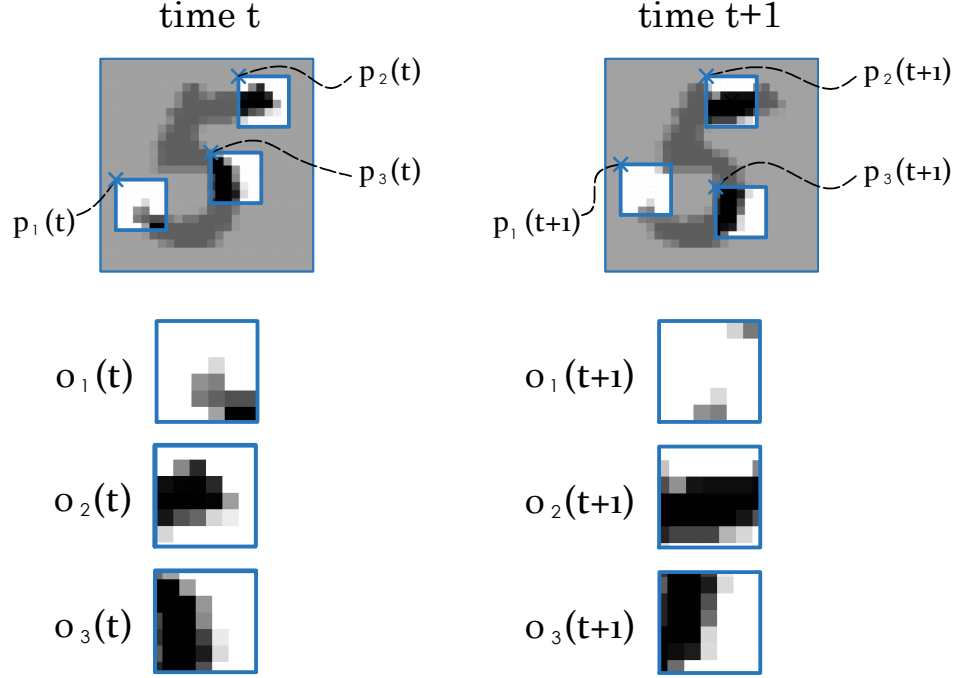 time t
time t+1
p₂(t)
p₃(t)
p₁(t)
p₂(t+1)
p₃(t+1)
p₁(t+1)
o₁(t)
o₁(t+1)
o₂(t)
o₂(t+1)
o₃(t)
o₃(t+1)